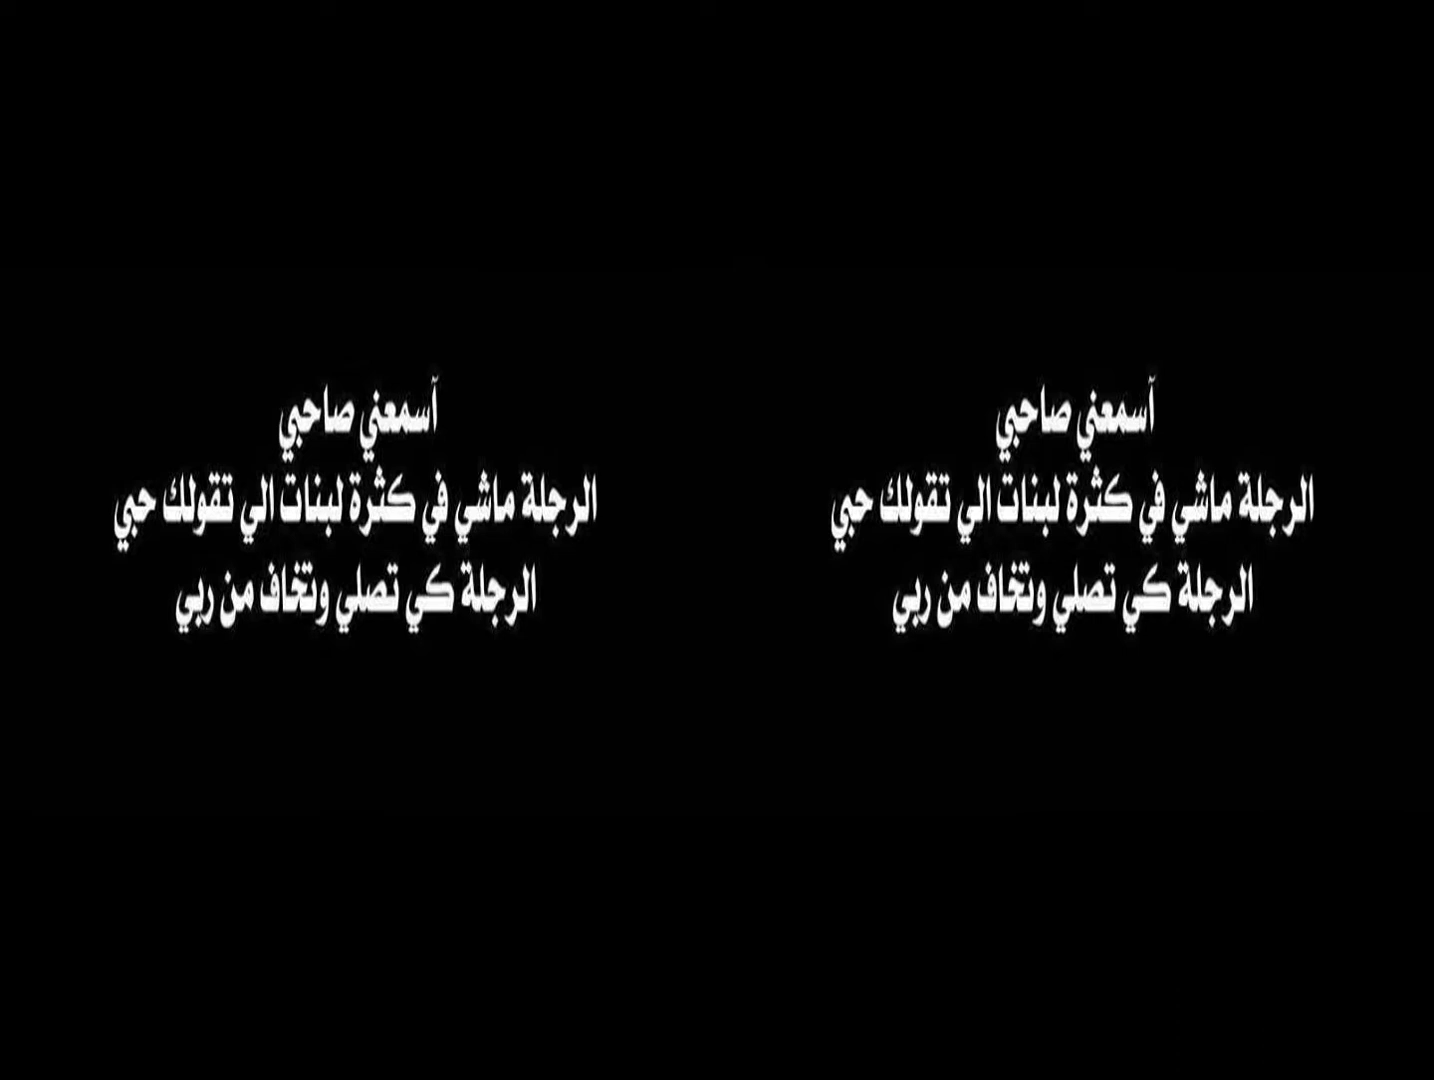 آسمعني صاحبي
الرجلة ماشي في كثرة لبنات الي تقولك حبي
الرجلة كي تصلي وتخاف من ربي
آسمعني صاحبي
الرجلة ماشي في كثرة لبنات الي تقولك حبي
الرجلة كي تصلي وتخاف من ربي